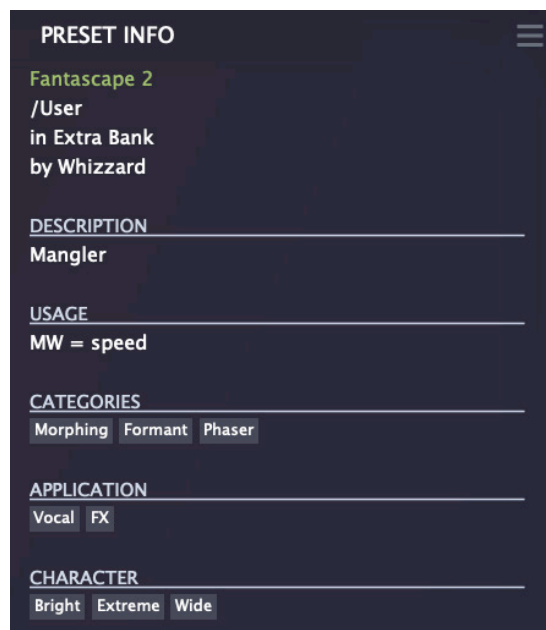 PRESET INFO
Fantascape 2
/User
in Extra Bank
by Whizzard
DESCRIPTION
Mangler
USAGE
MW = speed
CATEGORIES
Morphing Formant Phaser
APPLICATION
Vocal FX
CHARACTER
Bright Extreme Wide